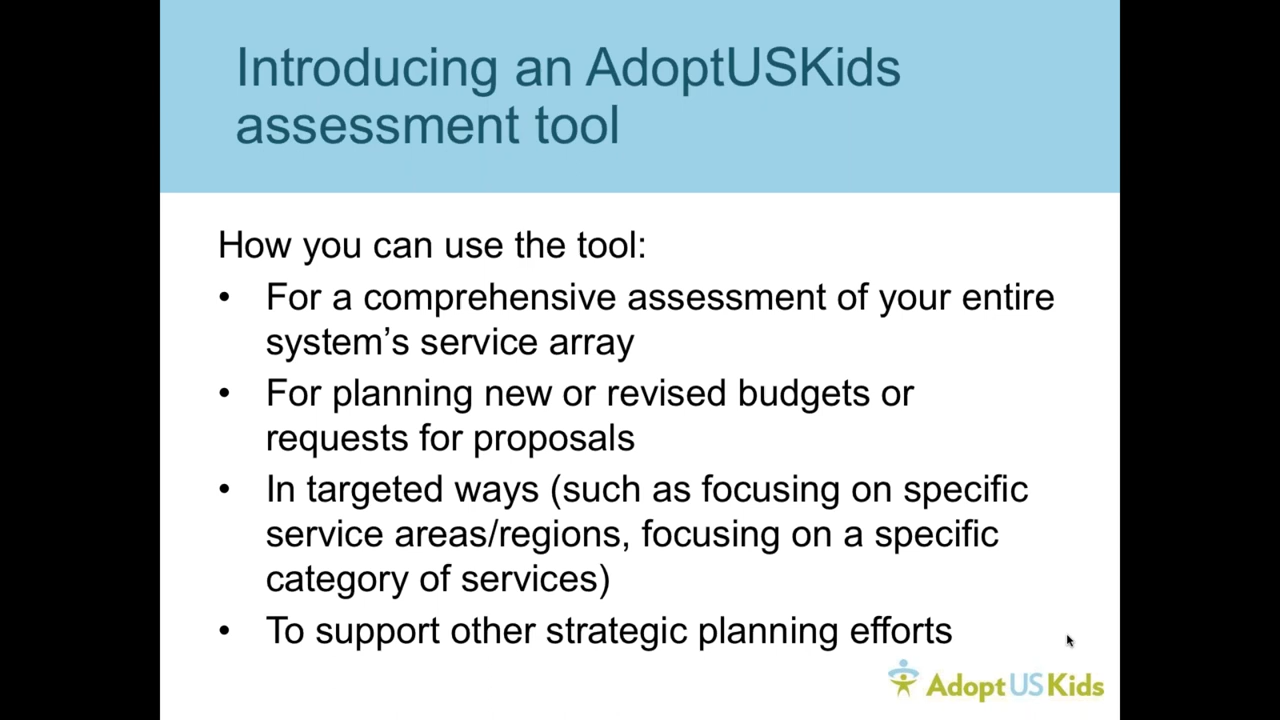 Introducing an AdoptUSKids
assessment tool
How you can use the tool:
• For a comprehensive assessment of your entire
system’s service array
• For planning new or revised budgets or
requests for proposals
• In targeted ways (such as focusing on specific
service areas/regions, focusing on a specific
category of services)
• To support other strategic planning efforts
AdoptUSKids